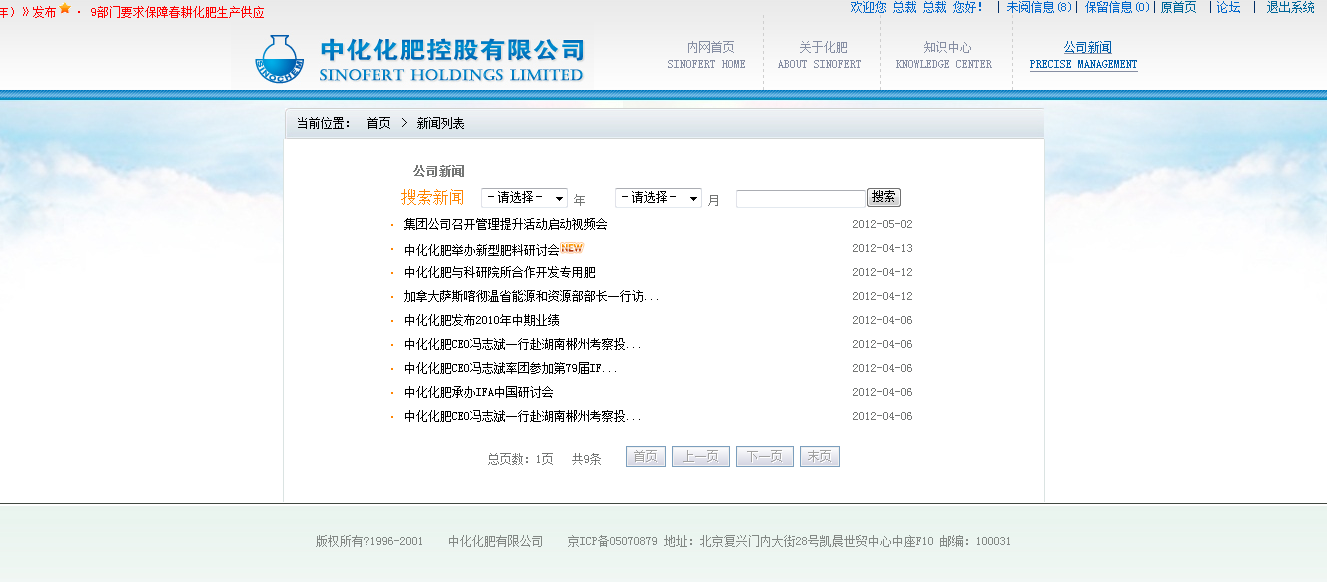 年）》发布 · 9部门要求保障春耕化肥生产供应
欢迎您 总裁 总裁 您好！ | 未阅信息(8)| 保留信息(0)| 原首页 | 论坛 | 退出系统
中化化肥控股有限公司
SINOFERT HOLDINGS LIMITED
内网首页
SINOFERT HOME
关于化肥
ABOUT SINOFERT
知识中心
KNOWLEDGE CENTER
公司新闻
PRECISE MANAGEMENT
当前位置： 首页 > 新闻列表
公司新闻
搜索新闻 －请选择－ 年 －请选择－ 月 搜索
· 集团公司召开管理提升活动启动视频会 2012-05-02
· 中化化肥举办新型肥料研讨会NEW 2012-04-13
· 中化化肥与科研院所合作开发专用肥 2012-04-12
· 加拿大萨斯喀彻温省能源和资源部部长一行访... 2012-04-12
· 中化化肥发布2010年中期业绩 2012-04-06
· 中化化肥CEO冯志斌一行赴湖南郴州考察投... 2012-04-06
· 中化化肥CEO冯志斌率团参加第79届IF... 2012-04-06
· 中化化肥承办IFA中国研讨会 2012-04-06
· 中化化肥CEO冯志斌一行赴湖南郴州考察投... 2012-04-06
总页数：1页 共9条 首页 上一页 下一页 末页
版权所有?1996-2001 中化化肥有限公司 京ICP备05070879 地址：北京复兴门内大街28号凯晨世贸中心中座F10 邮编：100031